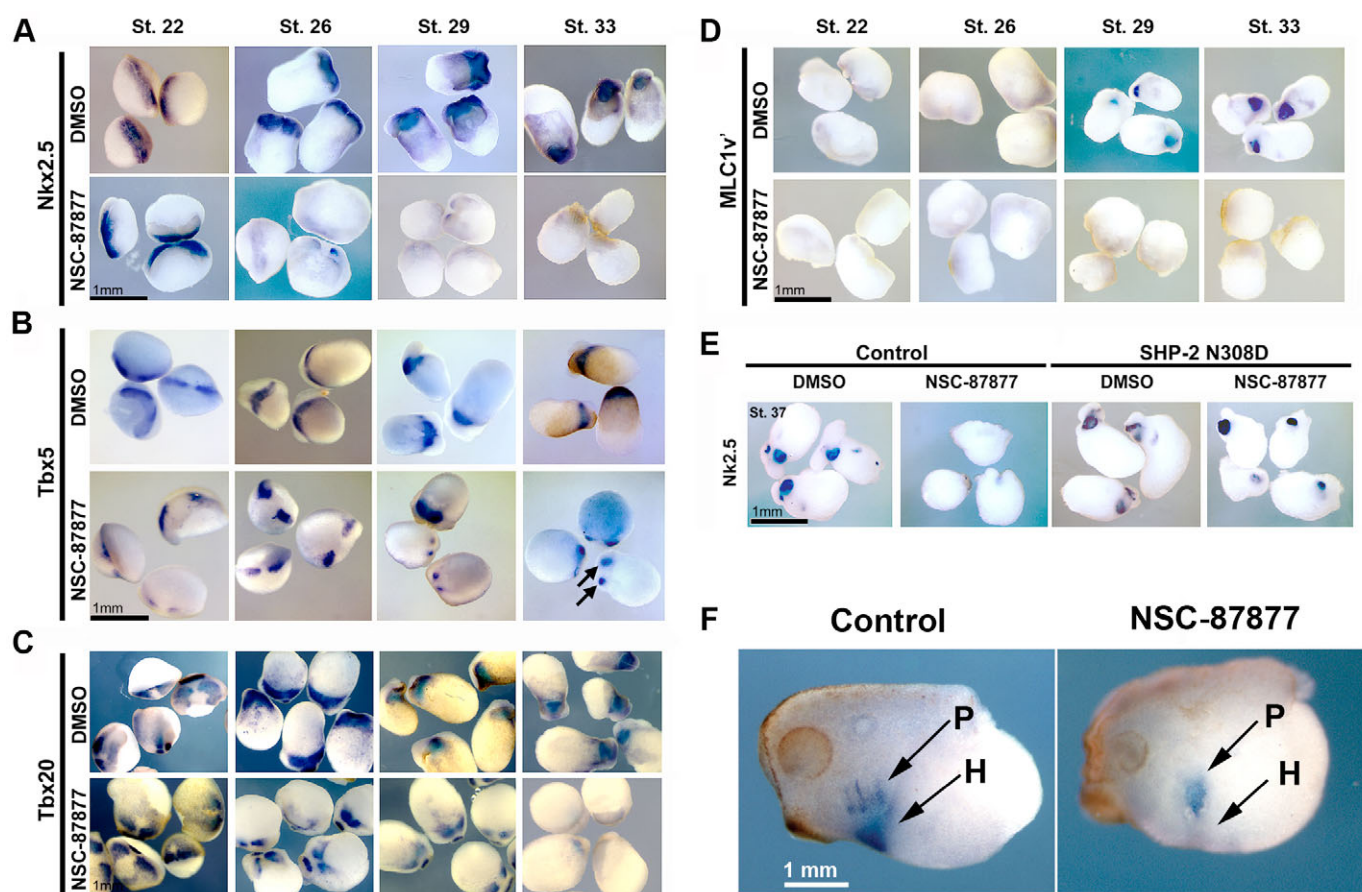 A
St. 22 St. 26 St. 29 St. 33
Nkx2.5
DMSO
NSC-87877
1mm
B
Tbx5
DMSO
NSC-87877
1mm
C
Tbx20
DMSO
NSC-87877
1mm
D
St. 22 St. 26 St. 29 St. 33
MLC1v'
DMSO
NSC-87877
1mm
E
Control SHP-2 N308D
DMSO NSC-87877 DMSO NSC-87877
St. 37
Nk2.5
1mm
F
Control NSC-87877
P
H
1 mm
P
H